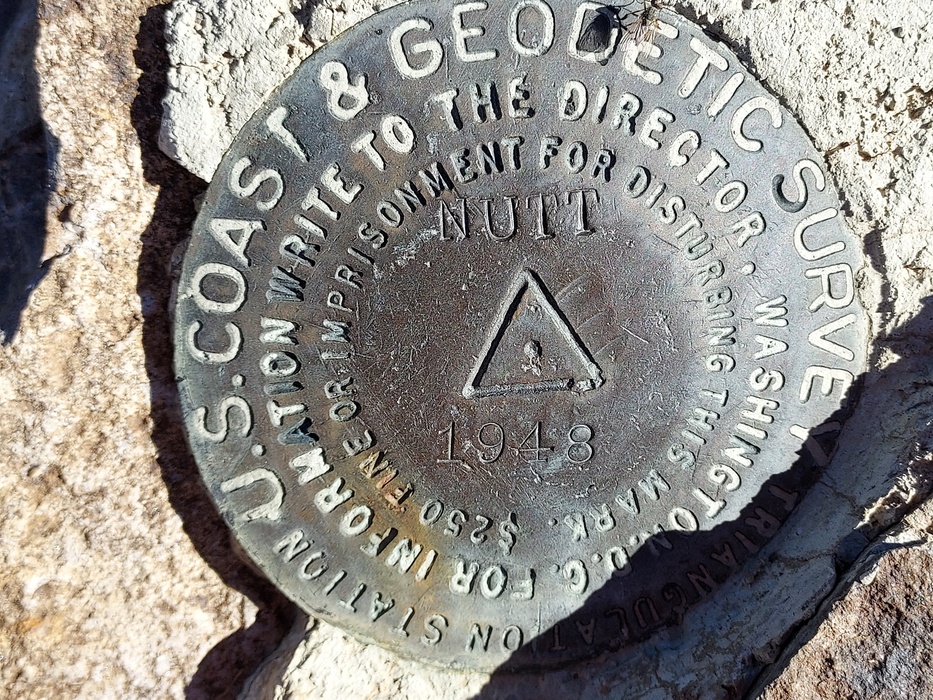 U.S. COAST & GEODETIC SURVEY
TRIANGULATION STATION
FOR INFORMATION WRITE TO THE DIRECTOR, WASHINGTON, D.C.
$250 FINE OR IMPRISONMENT FOR DISTURBING THIS MARK.
NUTT
1948